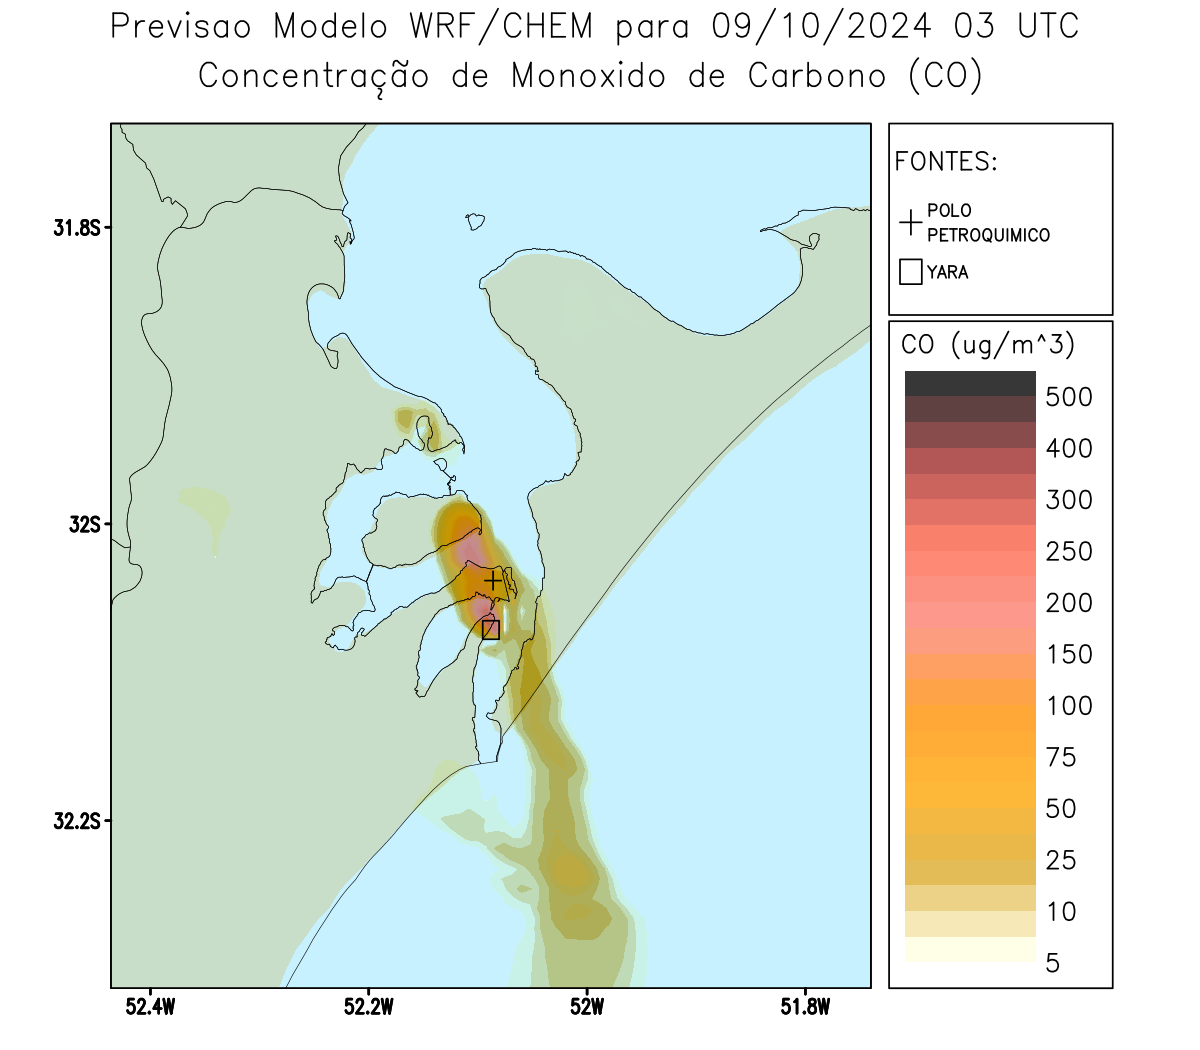 Previsao Modelo WRF/CHEM para 09/10/2024 03 UTC
Concentração de Monoxido de Carbono (CO)
FONTES:
POLO
PETROQUIMICO
YARA
CO (ug/m^3)
500
400
300
250
200
150
100
75
50
25
10
5
31.8S
32S
32.2S
52.4W
52.2W
52W
51.8W